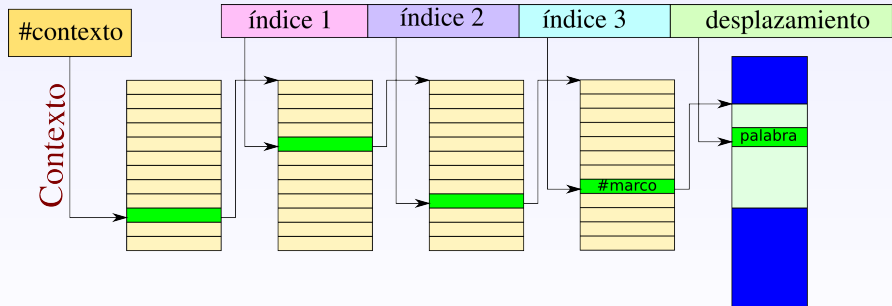 #contexto
índice 1
índice 2
índice 3
desplazamiento
Contexto
palabra
#marco